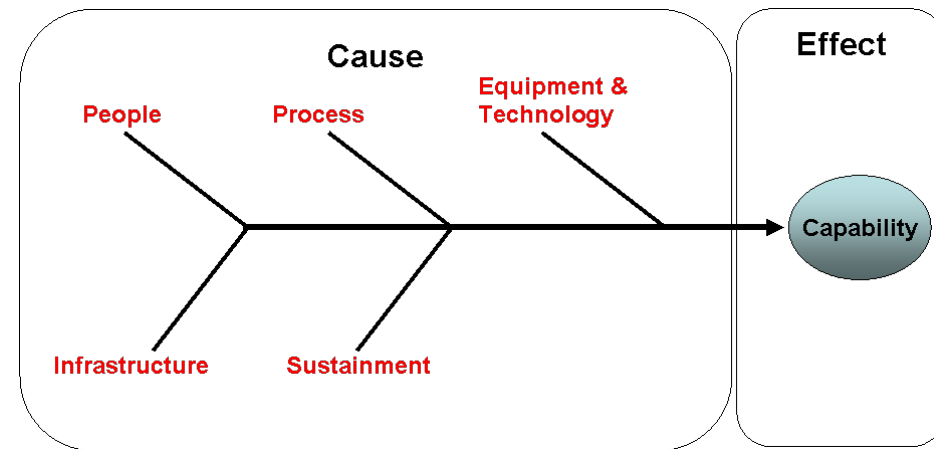 Cause
Effect
People
Process
Equipment &
Technology
Capability
Infrastructure
Sustainment